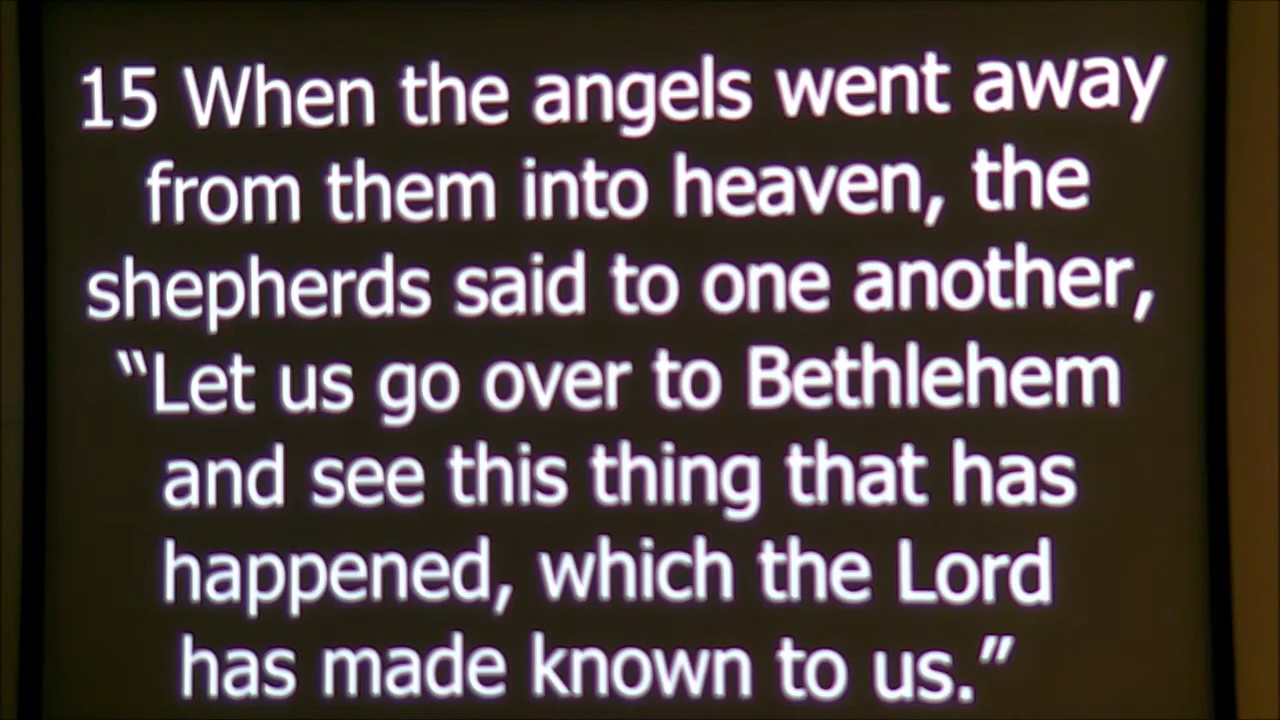 15 When the angels went away
from them into heaven, the
shepherds said to one another,
“Let us go over to Bethlehem
and see this thing that has
happened, which the Lord
has made known to us.”